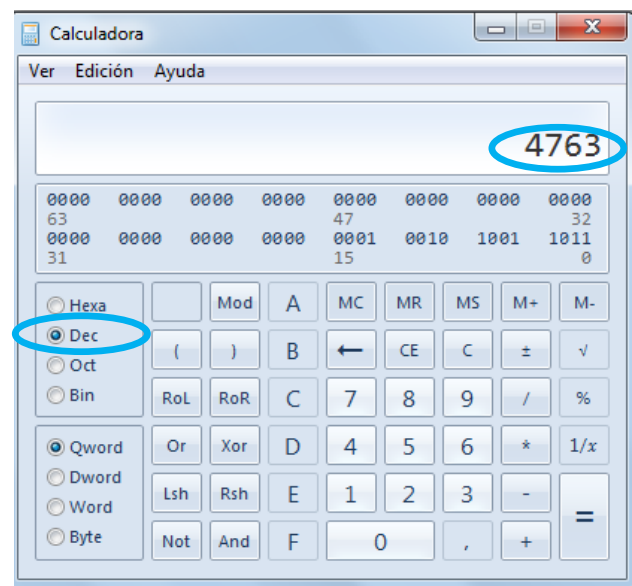 Calculadora
Ver Edición Ayuda
4763
0000 0000 0000 0000 0000 0000 0000 0000
63 47 32
0000 0000 0000 0000 0001 0010 1001 1011
31 15 0
Hexa Mod A MC MR MS M+ M-
Dec ( ) B ← CE C ± √
Oct
Bin RoL RoR C 7 8 9 / %
Qword Or Xor D 4 5 6 * 1/x
Dword Lsh Rsh E 1 2 3 - =
Word
Byte Not And F 0 , +